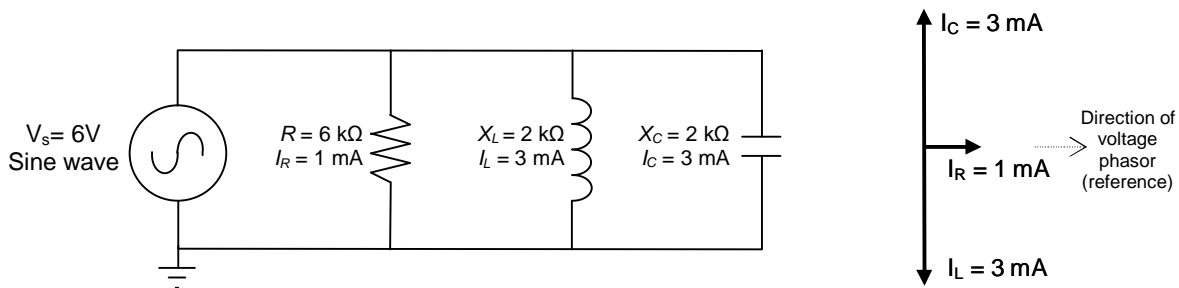 V_s= 6V
Sine wave
R = 6 kΩ
I_R = 1 mA
X_L = 2 kΩ
I_L = 3 mA
X_C = 2 kΩ
I_C = 3 mA
I_C = 3 mA
I_R = 1 mA
Direction of
voltage
phasor
(reference)
I_L = 3 mA